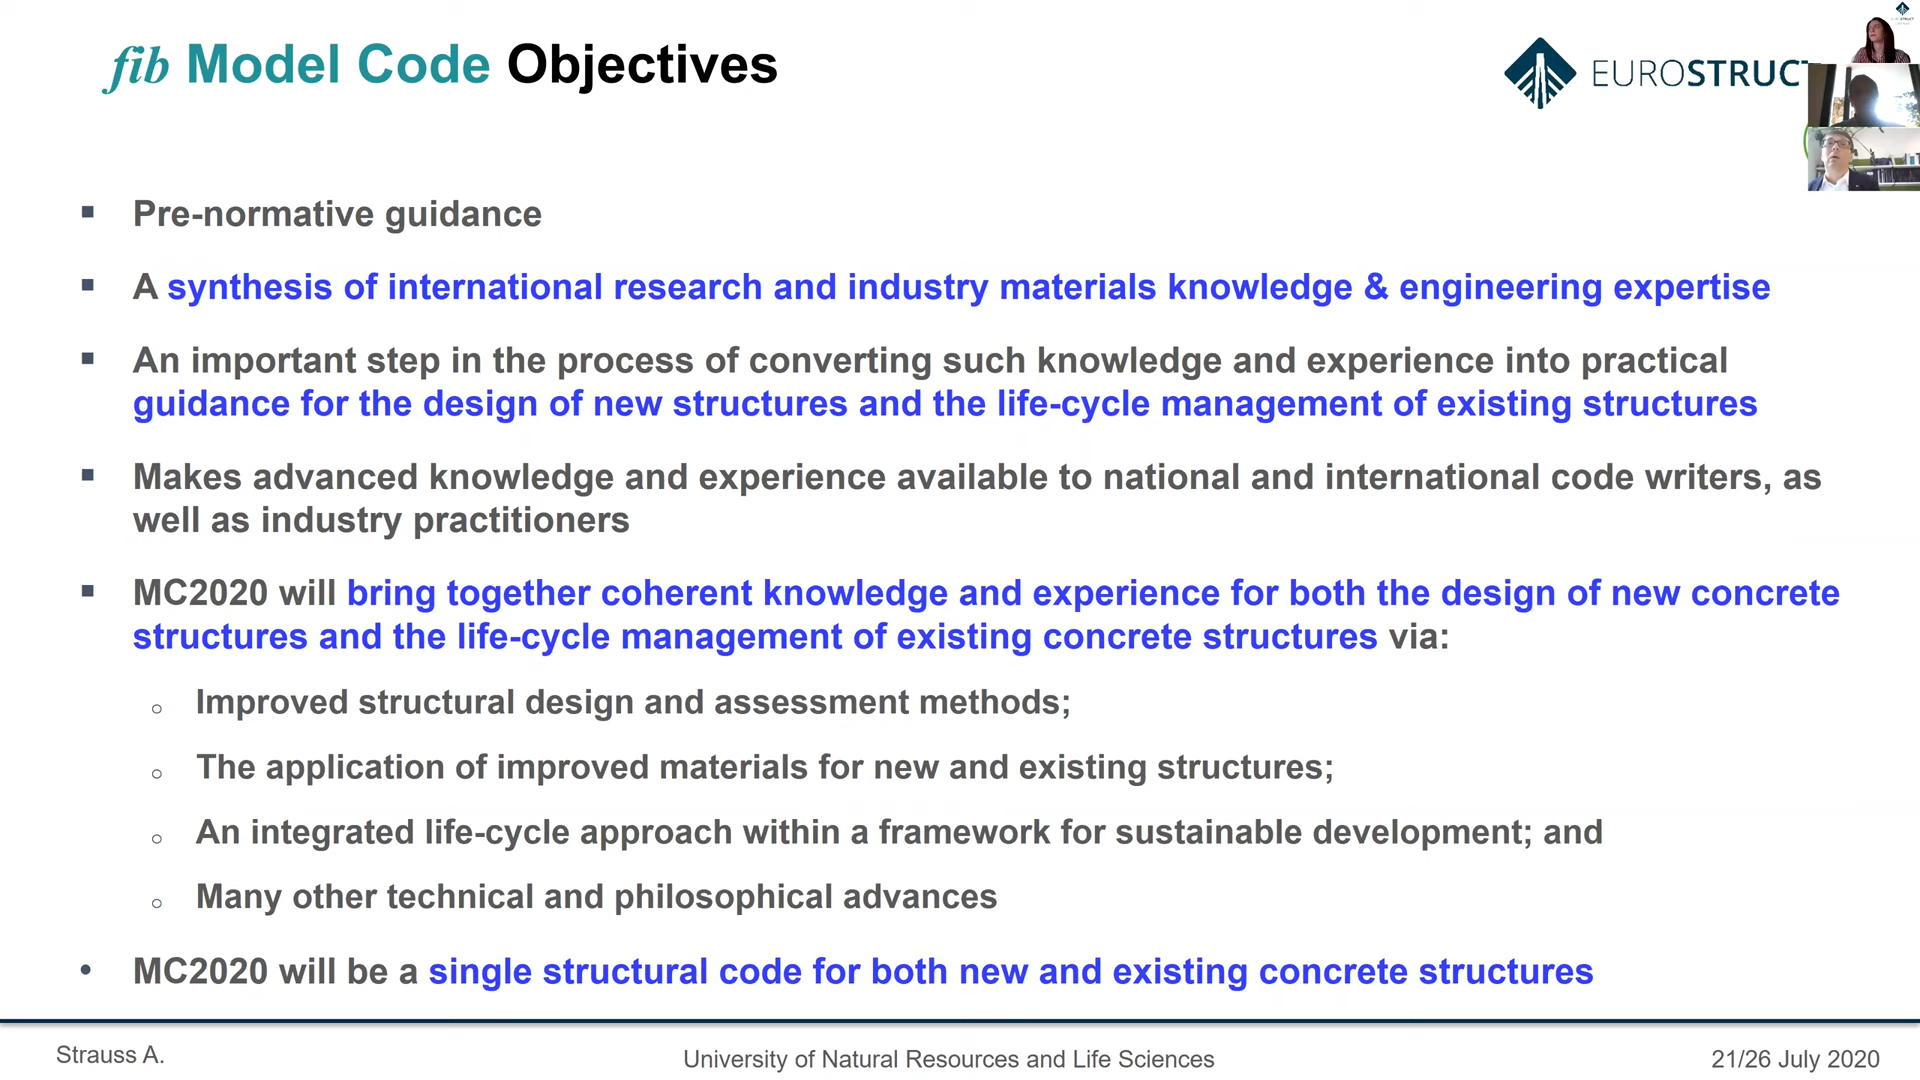 fib Model Code Objectives
EUROSTRUCT
Pre-normative guidance
A synthesis of international research and industry materials knowledge & engineering expertise
An important step in the process of converting such knowledge and experience into practical
guidance for the design of new structures and the life-cycle management of existing structures
Makes advanced knowledge and experience available to national and international code writers, as
well as industry practitioners
MC2020 will bring together coherent knowledge and experience for both the design of new concrete
structures and the life-cycle management of existing concrete structures via:
Improved structural design and assessment methods;
The application of improved materials for new and existing structures;
An integrated life-cycle approach within a framework for sustainable development; and
Many other technical and philosophical advances
MC2020 will be a single structural code for both new and existing concrete structures
Strauss A.
University of Natural Resources and Life Sciences
21/26 July 2020